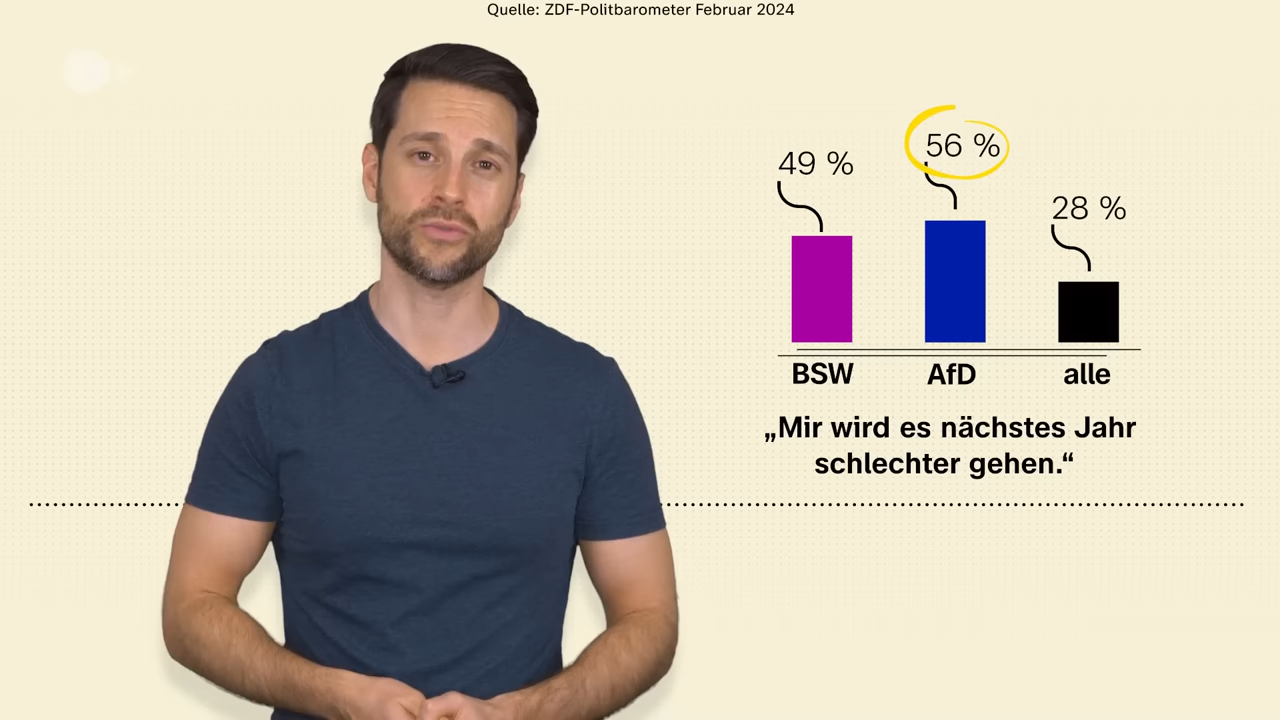 Quelle: ZDF-Politbarometer Februar 2024
56 %
49 %
28 %
BSW AfD alle
„Mir wird es nächstes Jahr
schlechter gehen.“